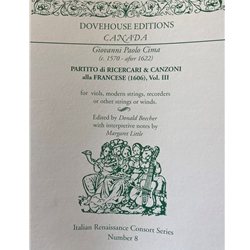 DOVEHOUSE EDITIONS
CANADA
Giovanni Paolo Cima
(c. 1570 - after 1622)
PARTITO di RICERCARI & CANZONI
alla FRANCESE (1606), Vol. III
for viols, modern strings, recorders
or other strings or winds.
Edited by Donald Beecher
with interpretive notes by
Margaret Little
Italian Renaissance Consort Series
Number 8